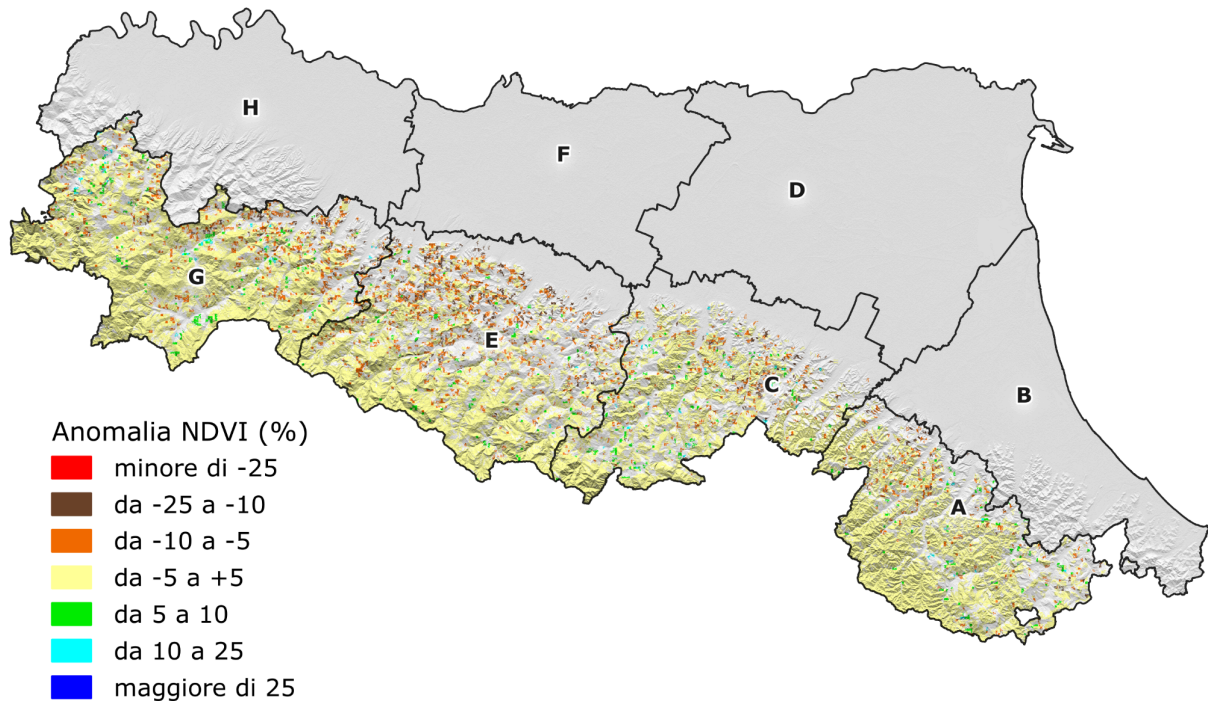 H
F
D
G
E
C
B
A
Anomalia NDVI (%)
minore di -25
da -25 a -10
da -10 a -5
da -5 a +5
da 5 a 10
da 10 a 25
maggiore di 25